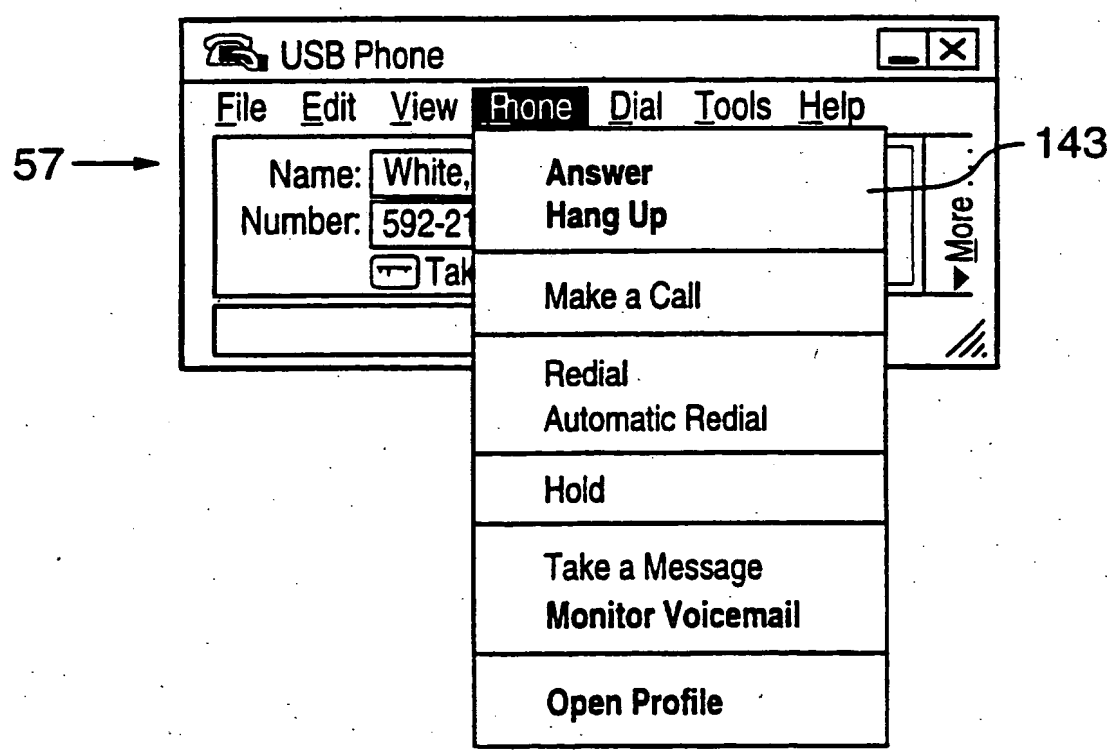 USB Phone
File Edit View Phone Dial Tools Help
57
143
Name: White,
Number: 592-21
Tak
More . . .
Answer
Hang Up
Make a Call
Redial
Automatic Redial
Hold
Take a Message
Monitor Voicemail
Open Profile